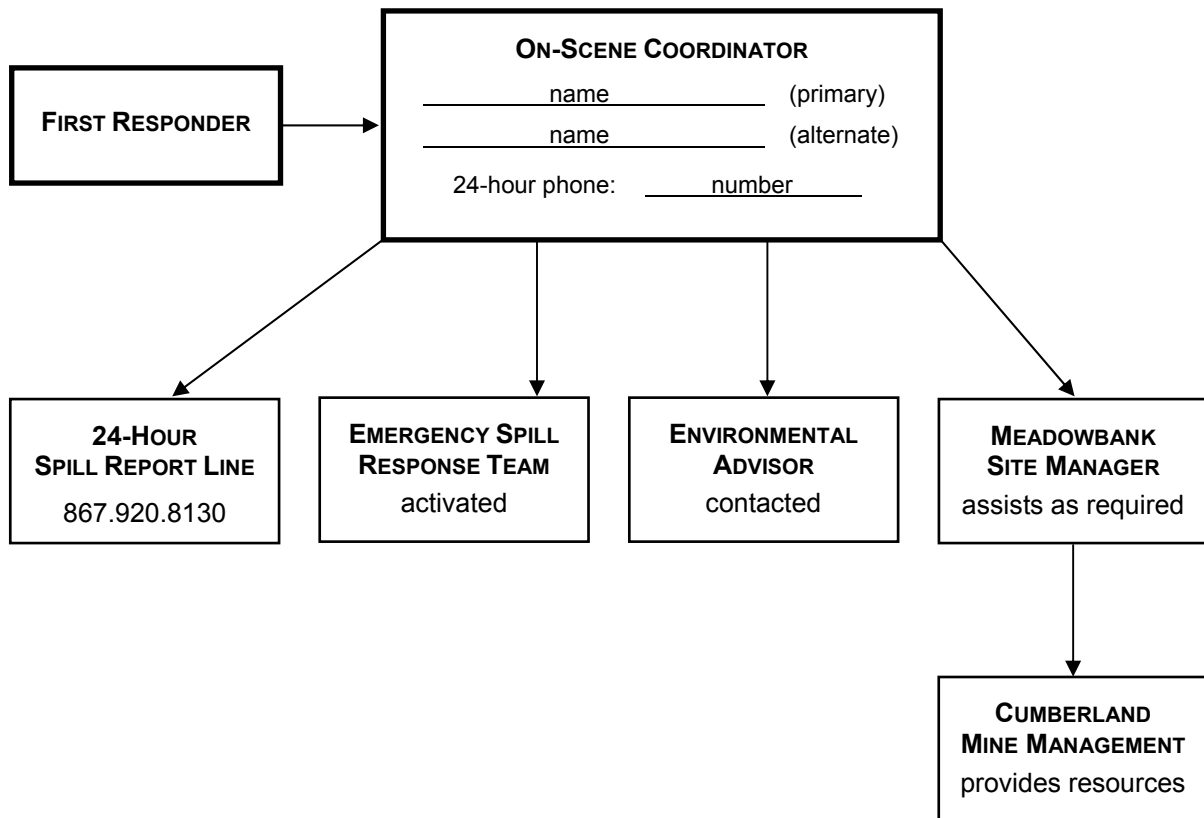 ON-SCENE COORDINATOR
name (primary)
name (alternate)
24-hour phone: number
FIRST RESPONDER
24-HOUR
SPILL REPORT LINE
867.920.8130
EMERGENCY SPILL
RESPONSE TEAM
activated
ENVIRONMENTAL
ADVISOR
contacted
MEADOWBANK
SITE MANAGER
assists as required
CUMBERLAND
MINE MANAGEMENT
provides resources